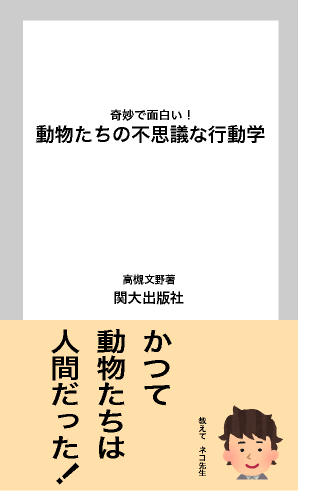 奇妙で面白い！
動物たちの不思議な行動学
高槻文野著
関大出版社
かつて
動物たちは
人間だった！
教えて ネコ先生